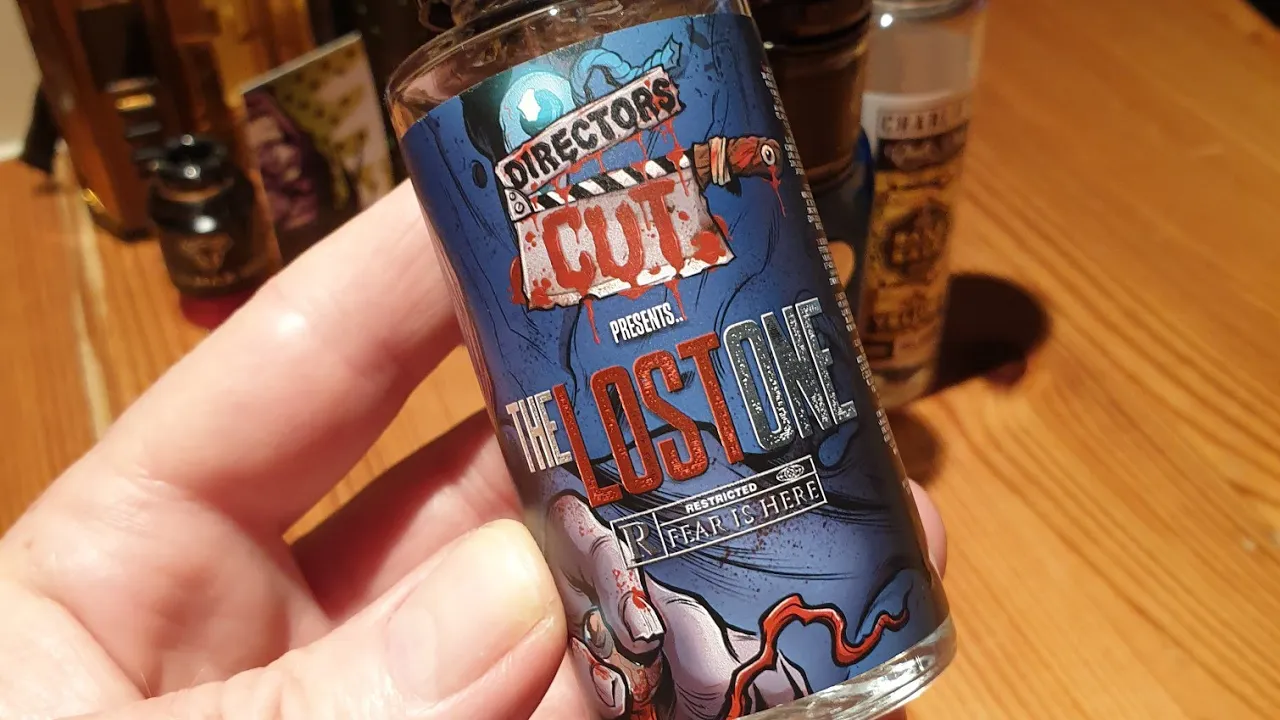 DIRECTORS
CUT
PRESENTS..
THE LOST ONE
RESTRICTED
R FEAR IS HERE